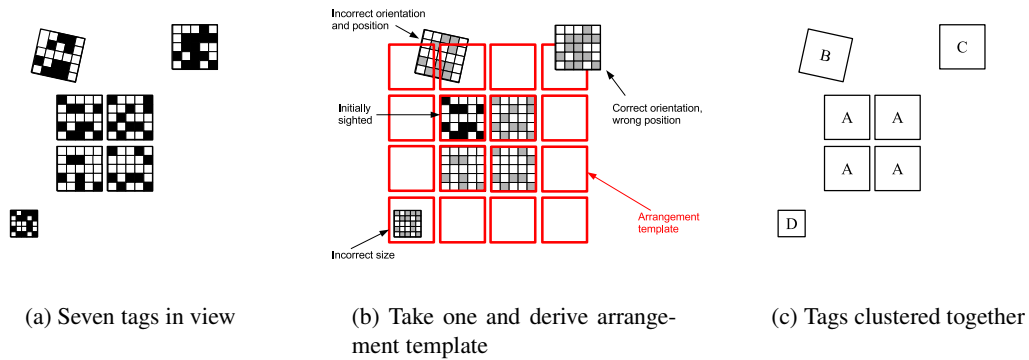 Incorrect orientation
and position
Initially
sighted
Correct orientation,
wrong position
Arrangement
template
Incorrect size
B
C
A A
A A
D
(a) Seven tags in view
(b) Take one and derive arrange-
ment template
(c) Tags clustered together